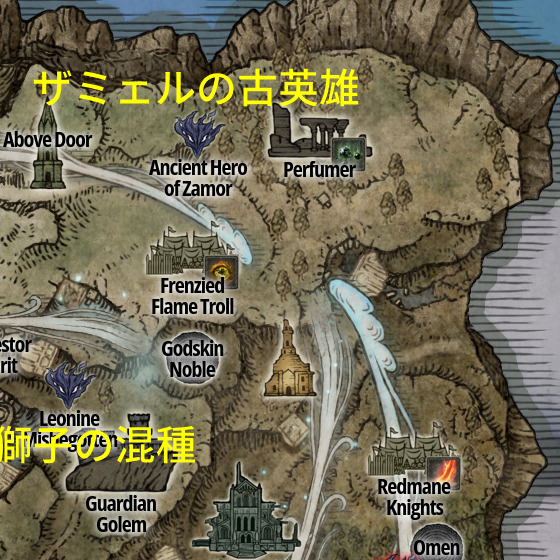 ザミェルの古英雄
Above Door
Ancient Hero
of Zamor
Perfumer
Frenzied
Flame Troll
Godskin
Noble
estor
rit
Leonine
Misbegotten
獅子の混種
Guardian
Golem
Redmane
Knights
Omen